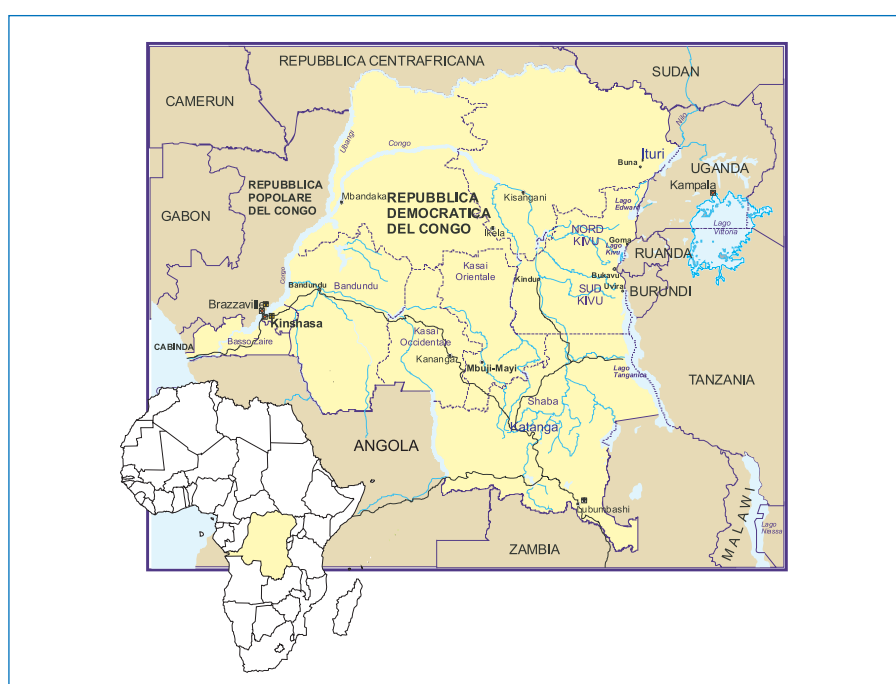 REPUBBLICA CENTRAFRICANA
SUDAN
CAMERUN
Nilo
Ubangi
Congo
Ituri
Buna
UGANDA
Kampala
REPUBBLICA
POPOLARE
DEL CONGO
Mbandaka
REPUBBLICA
DEMOCRATICA
DEL CONGO
Kisangani
Lago
Edward
GABON
Ikela
NORD
KIVU
Goma
Lago
Kivu
Lago
Vittoria
RUANDA
Kasai
Orientale
Congo
Bandundu
Bandundu
Kindur
Bukavu
Uvira
SUD
KIVU
BURUNDI
Brazzaville
Kinshasa
Kasai
Occidentale
CABINDA
Basso Zaire
Kanangar
Mbuji-Mayi
Lago
Tanganica
TANZANIA
Shaba
Katanga
ANGOLA
Lubumbashi
MALAWI
Lago
Niassa
ZAMBIA